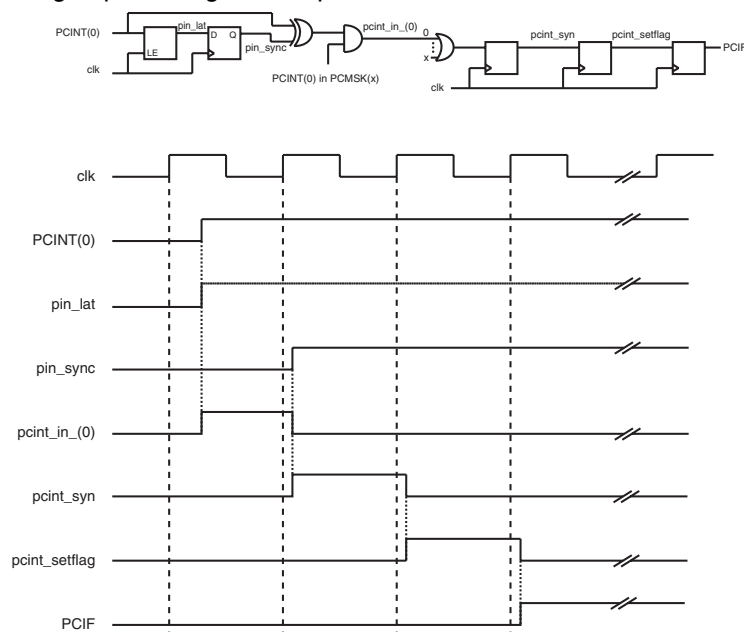 PCINT(0)
LE
clk
pin_lat
D Q
pin_sync
PCINT(0) in PCMSK(x)
pcint_in_(0)
0
x
clk
pcint_syn
pcint_setflag
PCIF
clk
PCINT(0)
pin_lat
pin_sync
pcint_in_(0)
pcint_syn
pcint_setflag
PCIF